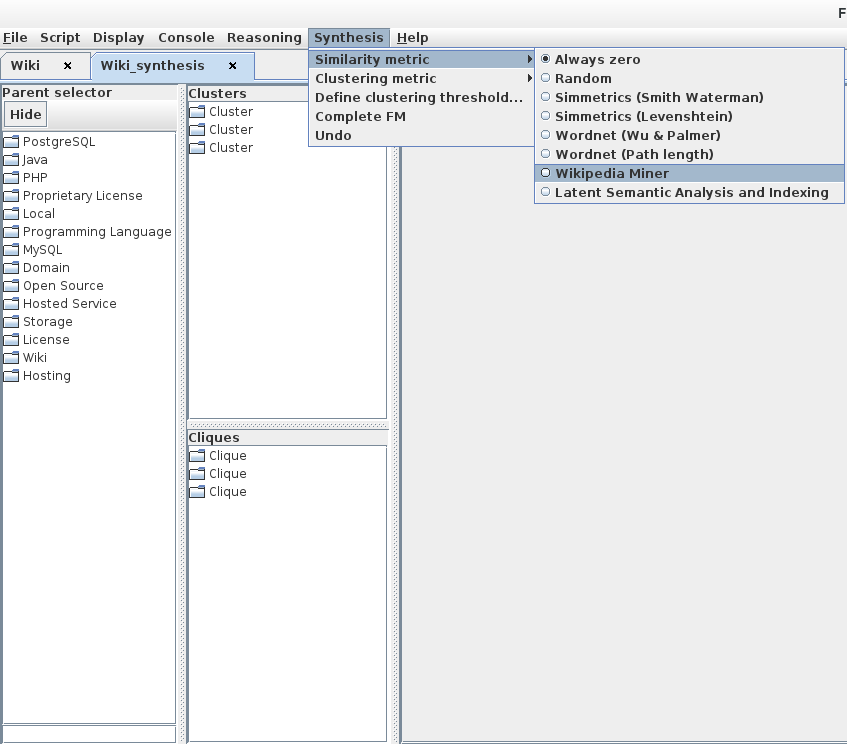 F
File Script Display Console Reasoning Synthesis Help
Wiki x Wiki_synthesis x
Parent selector
Hide
PostgreSQL
Java
PHP
Proprietary License
Local
Programming Language
MySQL
Domain
Open Source
Hosted Service
Storage
License
Wiki
Hosting
Clusters
Cluster
Cluster
Cluster
Cliques
Clique
Clique
Clique
Similarity metric
Clustering metric
Define clustering threshold...
Complete FM
Undo
Always zero
Random
Simmetrics (Smith Waterman)
Simmetrics (Levenshtein)
Wordnet (Wu & Palmer)
Wordnet (Path length)
Wikipedia Miner
Latent Semantic Analysis and Indexing